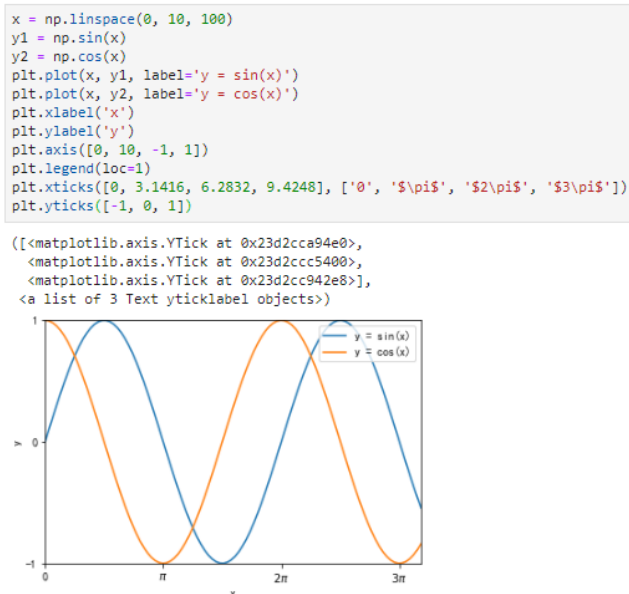 x = np.linspace(0, 10, 100)
y1 = np.sin(x)
y2 = np.cos(x)
plt.plot(x, y1, label='y = sin(x)')
plt.plot(x, y2, label='y = cos(x)')
plt.xlabel('x')
plt.ylabel('y')
plt.axis([0, 10, -1, 1])
plt.legend(loc=1)
plt.xticks([0, 3.1416, 6.2832, 9.4248], ['0', '$\pi$', '$2\pi$', '$3\pi$'])
plt.yticks([-1, 0, 1])
([<matplotlib.axis.YTick at 0x23d2cca94e0>,
<matplotlib.axis.YTick at 0x23d2ccc5400>,
<matplotlib.axis.YTick at 0x23d2cc942e8>],
<a list of 3 Text yticklabel objects>)
1
y = sin(x)
y = cos(x)
y
0
-1
0 π 2π 3π